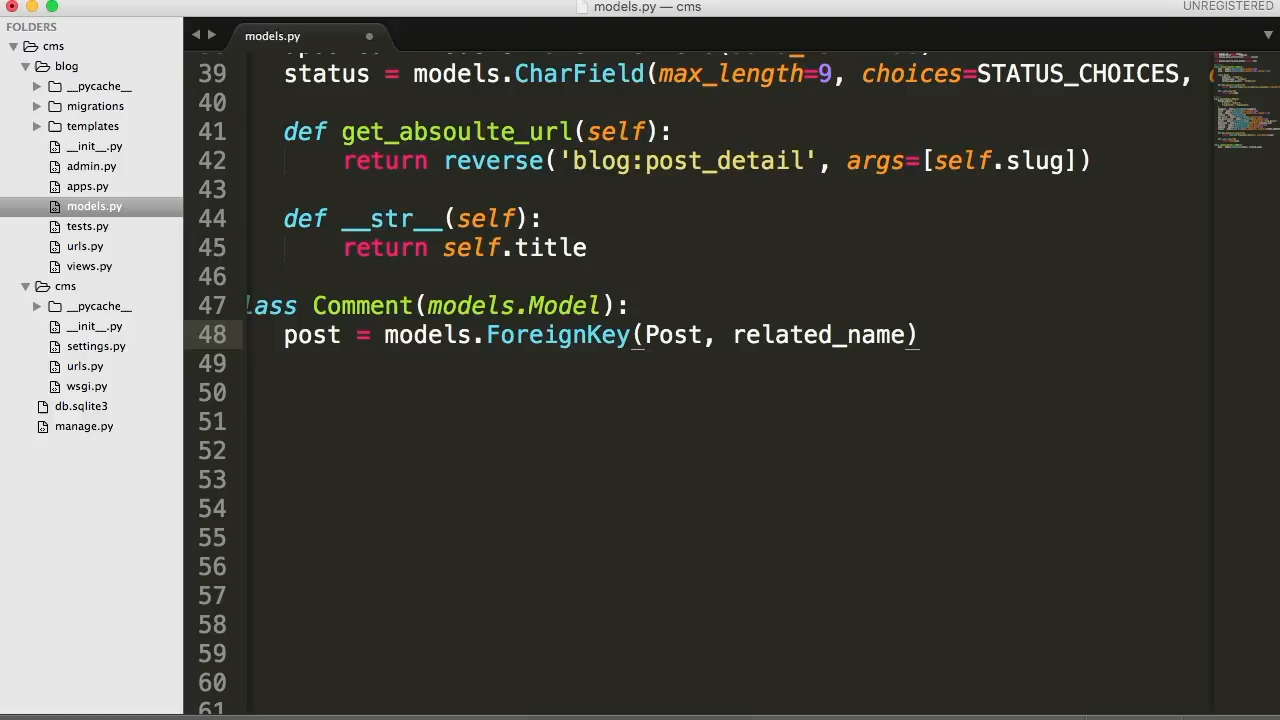 models.py — cms
UNREGISTERED
FOLDERS
cms
blog
__pycache__
migrations
templates
__init__.py
admin.py
apps.py
models.py
tests.py
urls.py
views.py
cms
__pycache__
__init__.py
settings.py
urls.py
wsgi.py
db.sqlite3
manage.py
models.py
39 status = models.CharField(max_length=9, choices=STATUS_CHOICES,
40
41 def get_absoulte_url(self):
42 return reverse('blog:post_detail', args=[self.slug])
43
44 def __str__(self):
45 return self.title
46
47 lass Comment(models.Model):
48 post = models.ForeignKey(Post, related_name)
49
50
51
52
53
54
55
56
57
58
59
60
61